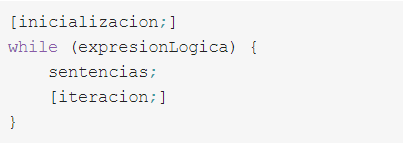 [inicializacion;]
while (expresionLogica) {
    sentencias;
    [iteracion;]
}